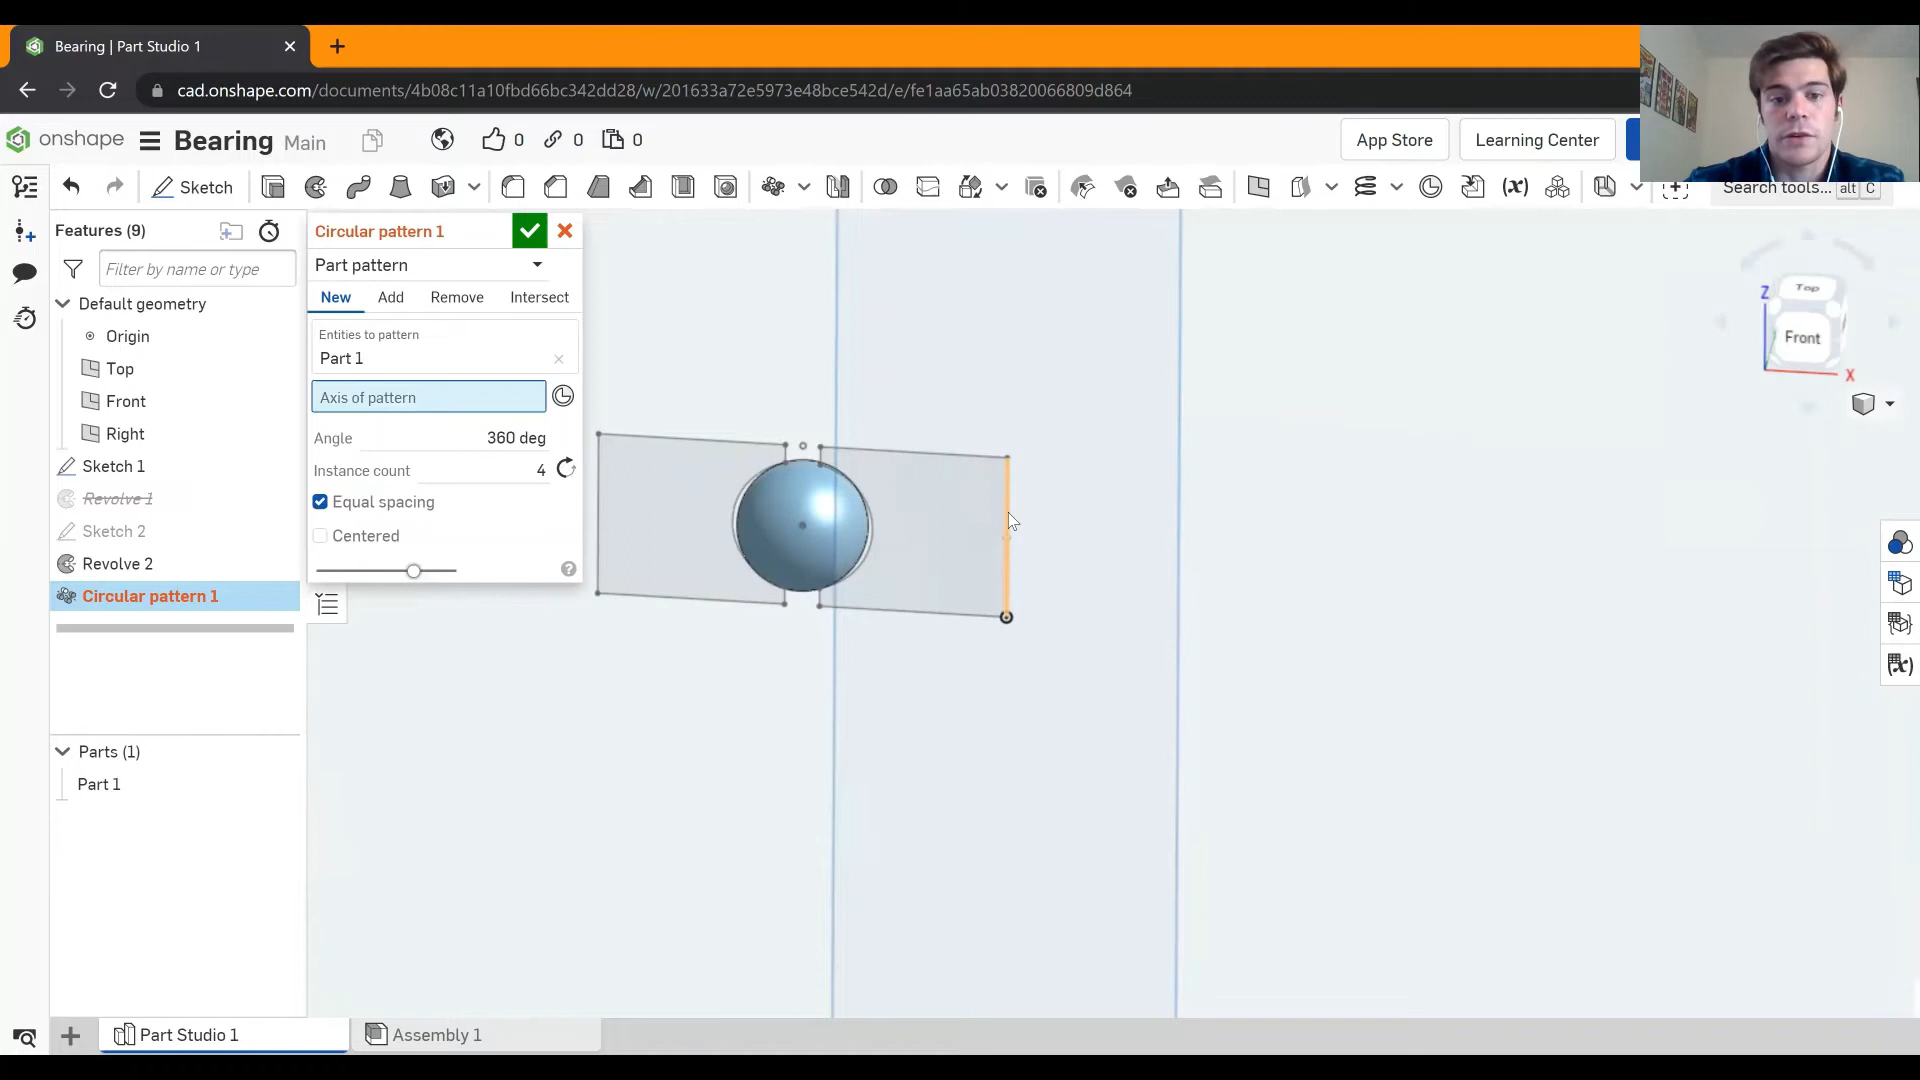 Bearing | Part Studio 1
cad.onshape.com/documents/4b08c11a10fbd66bc342dd28/w/201633a72e5973e48bce542d/e/fe1aa65ab03820066809d864
onshape
Bearing Main
0
0
0
App Store
Learning Center
Sketch
(x)
Search tools...
alt
C
Features (9)
Filter by name or type
Default geometry
Origin
Top
Front
Right
Sketch 1
Revolve 1
Sketch 2
Revolve 2
Circular pattern 1
Parts (1)
Part 1
Circular pattern 1
Part pattern
New
Add
Remove
Intersect
Entities to pattern
Part 1
Axis of pattern
Angle 360 deg
Instance count 4
Equal spacing
Centered
Top
Z
Front
X
(x)
Part Studio 1
Assembly 1